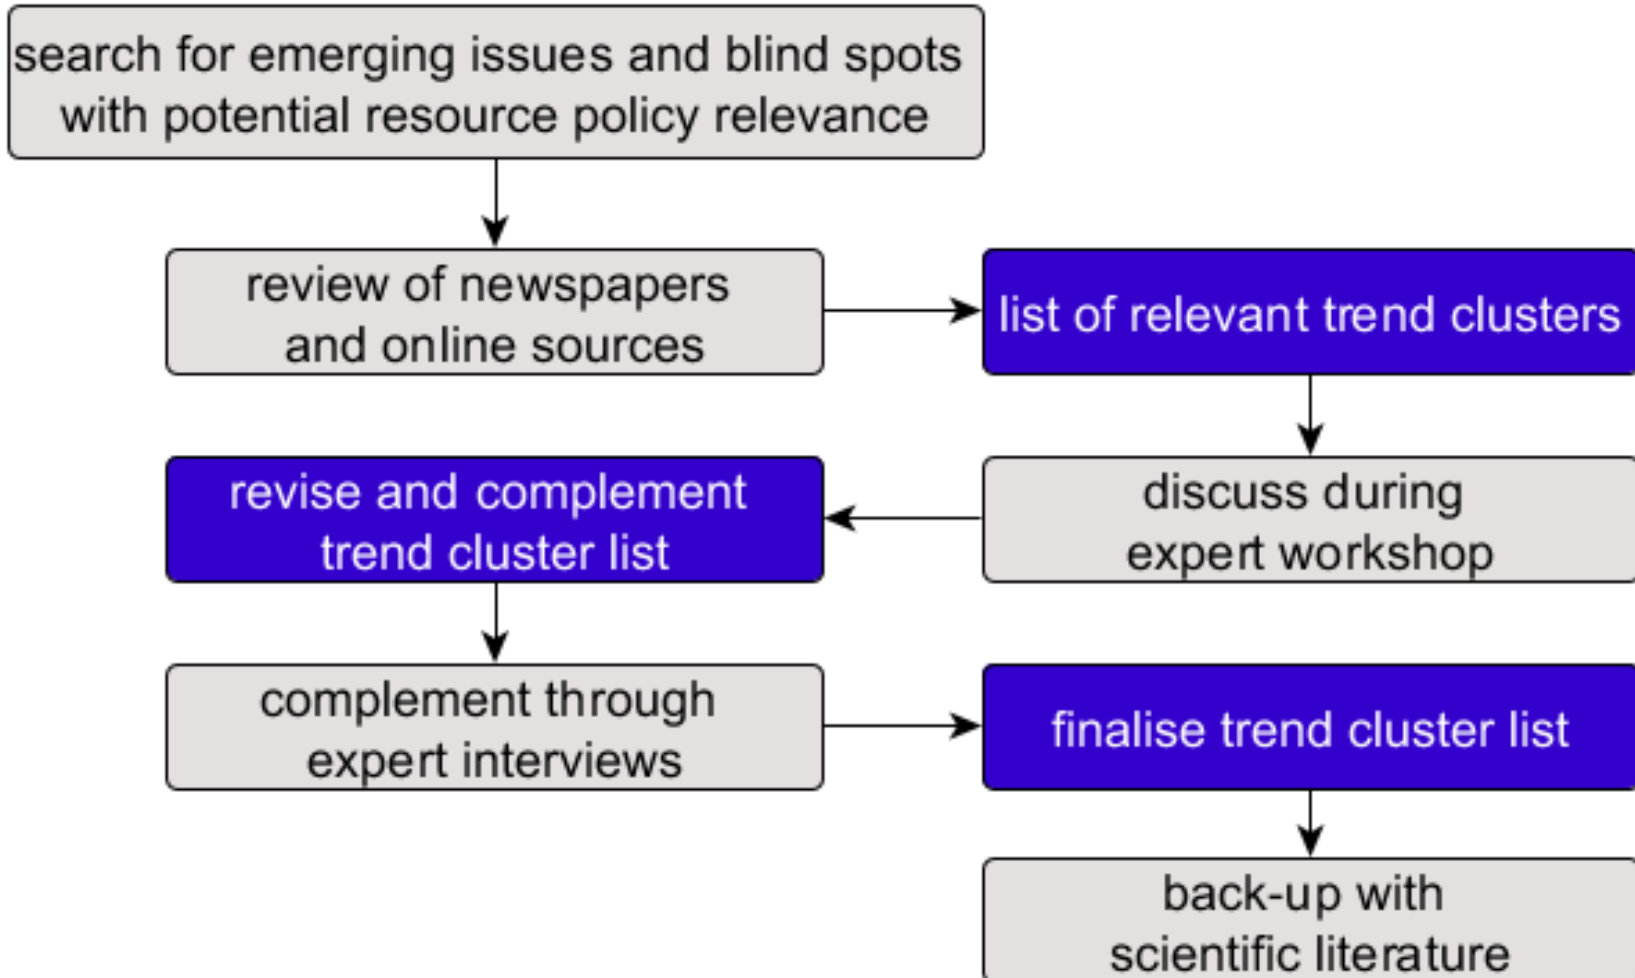 search for emerging issues and blind spots
with potential resource policy relevance
review of newspapers
and online sources
list of relevant trend clusters
discuss during
expert workshop
revise and complement
trend cluster list
complement through
expert interviews
finalise trend cluster list
back-up with
scientific literature